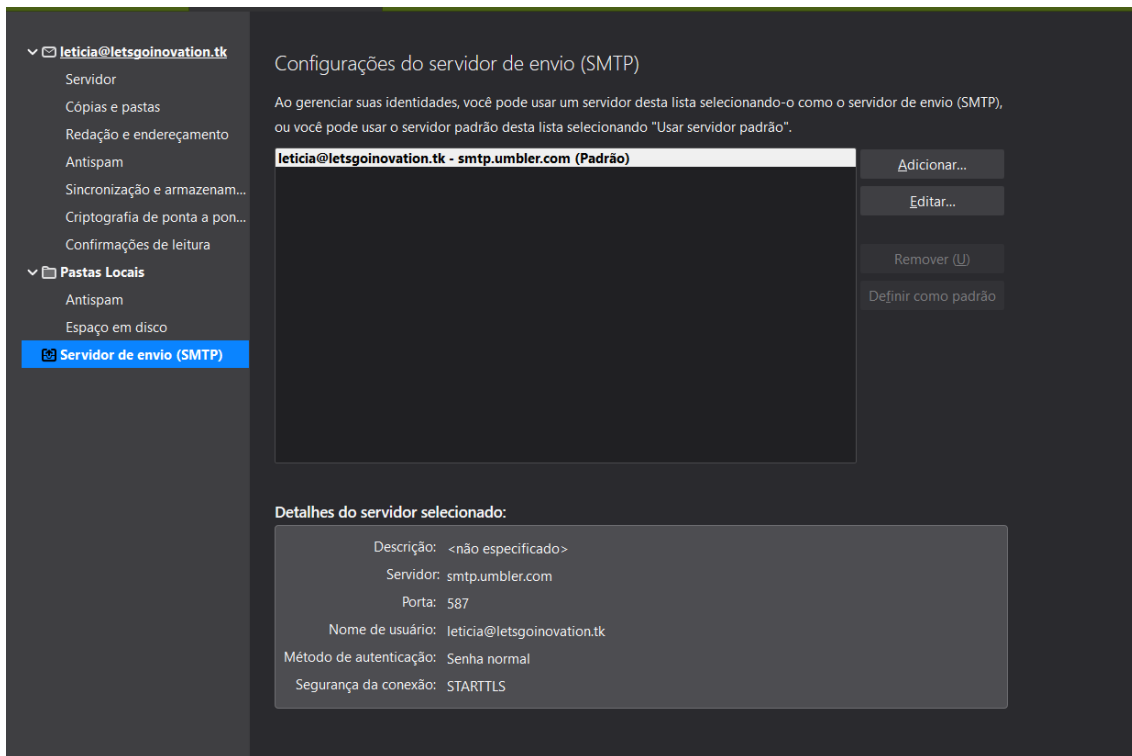 leticia@letsgoinovation.tk
Servidor
Cópias e pastas
Redação e endereçamento
Antispam
Sincronização e armazenam...
Criptografia de ponta a pon...
Confirmações de leitura
Pastas Locais
Antispam
Espaço em disco
Servidor de envio (SMTP)
Configurações do servidor de envio (SMTP)
Ao gerenciar suas identidades, você pode usar um servidor desta lista selecionando-o como o servidor de envio (SMTP),
ou você pode usar o servidor padrão desta lista selecionando "Usar servidor padrão".
leticia@letsgoinovation.tk - smtp.umbler.com (Padrão)
Adicionar...
Editar...
Remover (U)
Definir como padrão
Detalhes do servidor selecionado:
Descrição: <não especificado>
Servidor: smtp.umbler.com
Porta: 587
Nome de usuário: leticia@letsgoinovation.tk
Método de autenticação: Senha normal
Segurança da conexão: STARTTLS